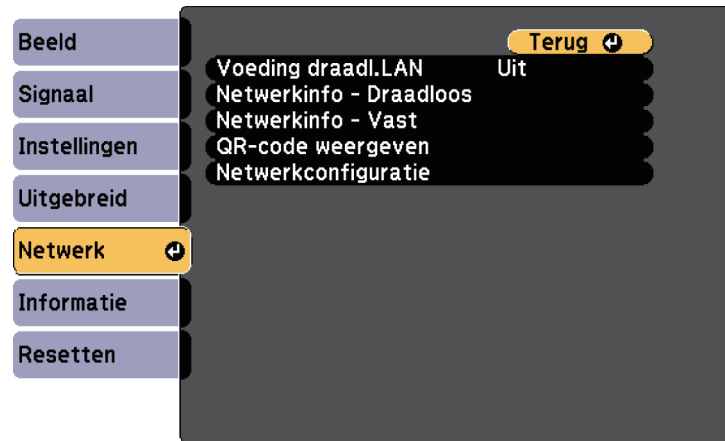 Beeld
Signaal
Instellingen
Uitgebreid
Netwerk
Informatie
Resetten
Terug
Voeding draadl.LAN Uit
Netwerkinfo - Draadloos
Netwerkinfo - Vast
QR-code weergeven
Netwerkconfiguratie